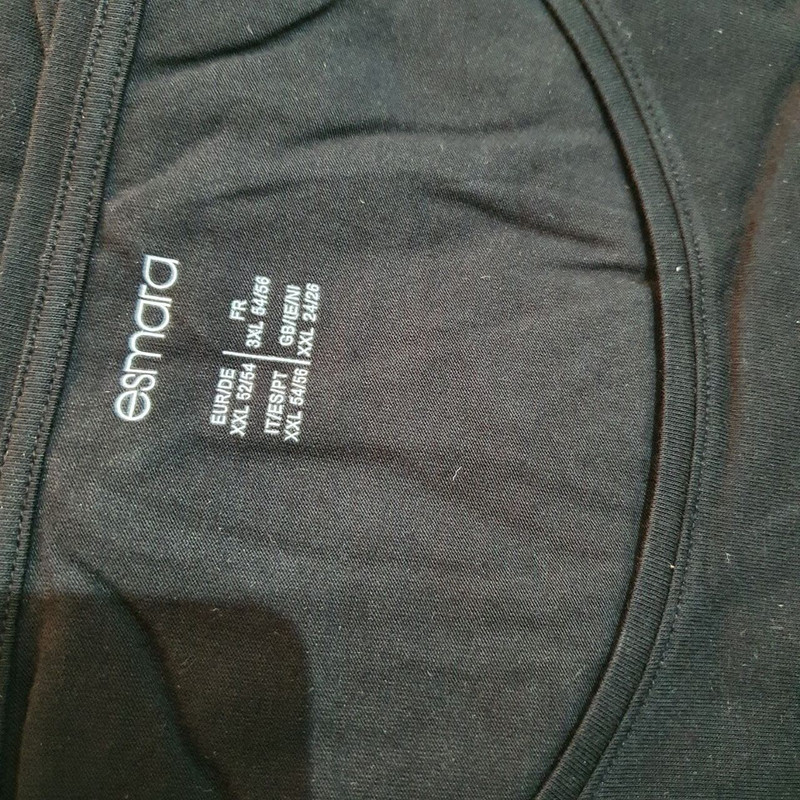 esmara
EUR/DE FR
XXL 52/54 3XL 54/56
IT/ES/PT GB/IE/NI
XXL 54/56 XXL 24/26